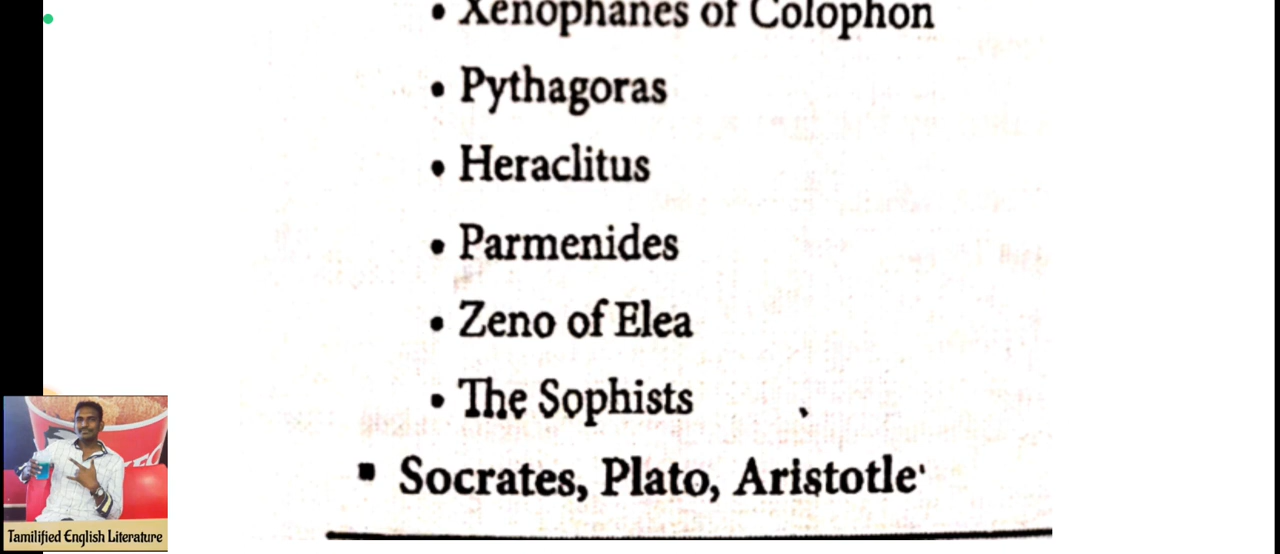 • Xenophanes of Colophon
• Pythagoras
• Heraclitus
• Parmenides
• Zeno of Elea
• The Sophists
▪ Socrates, Plato, Aristotle
Tamilified English Literature